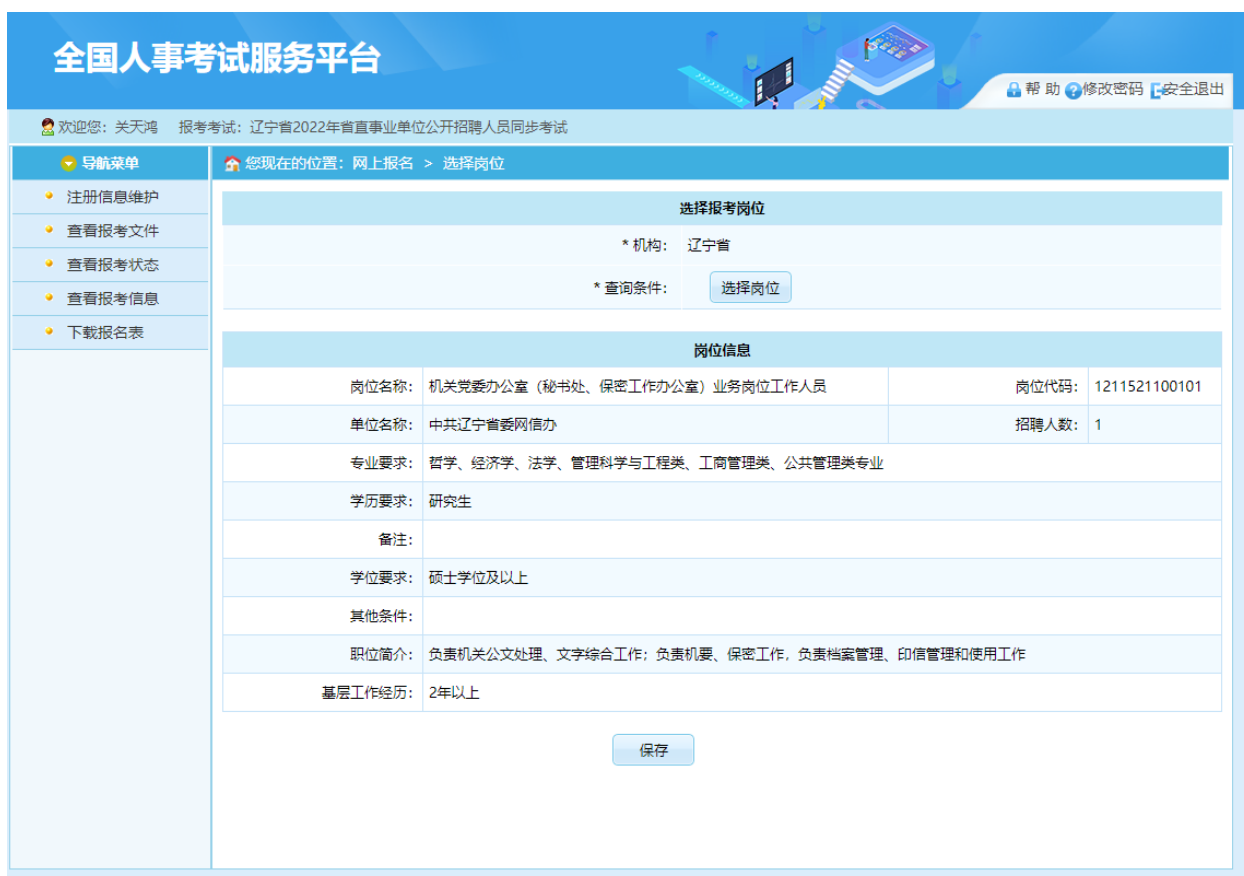 全国人事考试服务平台
帮 助 修改密码 安全退出
欢迎您：关天鸿 报考考试：辽宁省2022年省直事业单位公开招聘人员同步考试
导航菜单
您现在的位置：网上报名 > 选择岗位
注册信息维护
查看报考文件
查看报考状态
查看报考信息
下载报名表
选择报考岗位
* 机构： 辽宁省
* 查询条件： 选择岗位
岗位信息
岗位名称： 机关党委办公室（秘书处、保密工作办公室）业务岗位工作人员 岗位代码： 1211521100101
单位名称： 中共辽宁省委网信办 招聘人数： 1
专业要求： 哲学、经济学、法学、管理科学与工程类、工商管理类、公共管理类专业
学历要求： 研究生
备注：
学位要求： 硕士学位及以上
其他条件：
职位简介： 负责机关公文处理、文字综合工作；负责机要、保密工作，负责档案管理、印信管理和使用工作
基层工作经历： 2年以上
保存